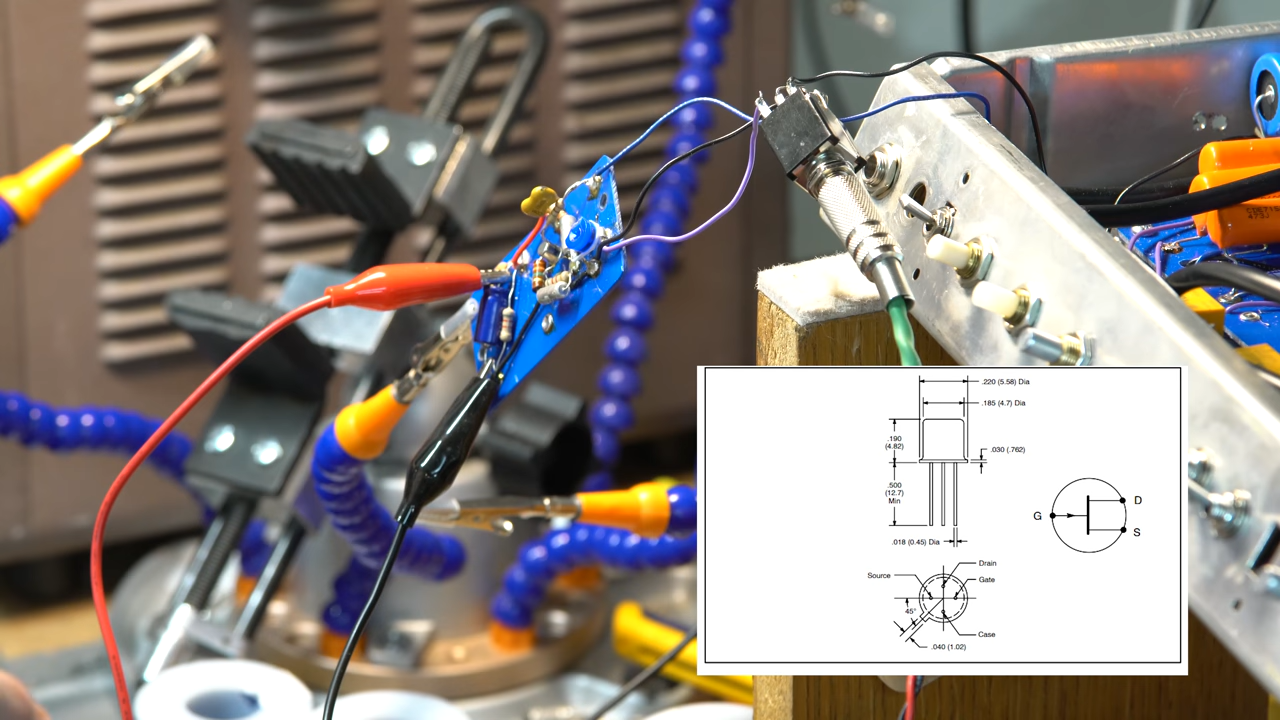 .220 (5.58) Dia
.185 (4.7) Dia
.190
(4.82)
.030 (.762)
.500
(12.7)
Min
.018 (0.45) Dia
G
D
S
Drain
Source
Gate
45°
Case
.040 (1.02)